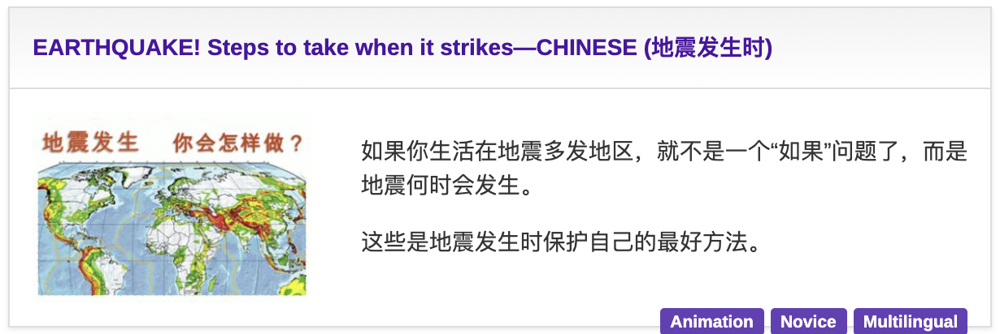 EARTHQUAKE! Steps to take when it strikes—CHINESE (地震发生时)
地震发生 你会怎样做？
如果你生活在地震多发地区，就不是一个“如果”问题了，而是
地震何时会发生。
这些是地震发生时保护自己的最好方法。
Animation Novice Multilingual